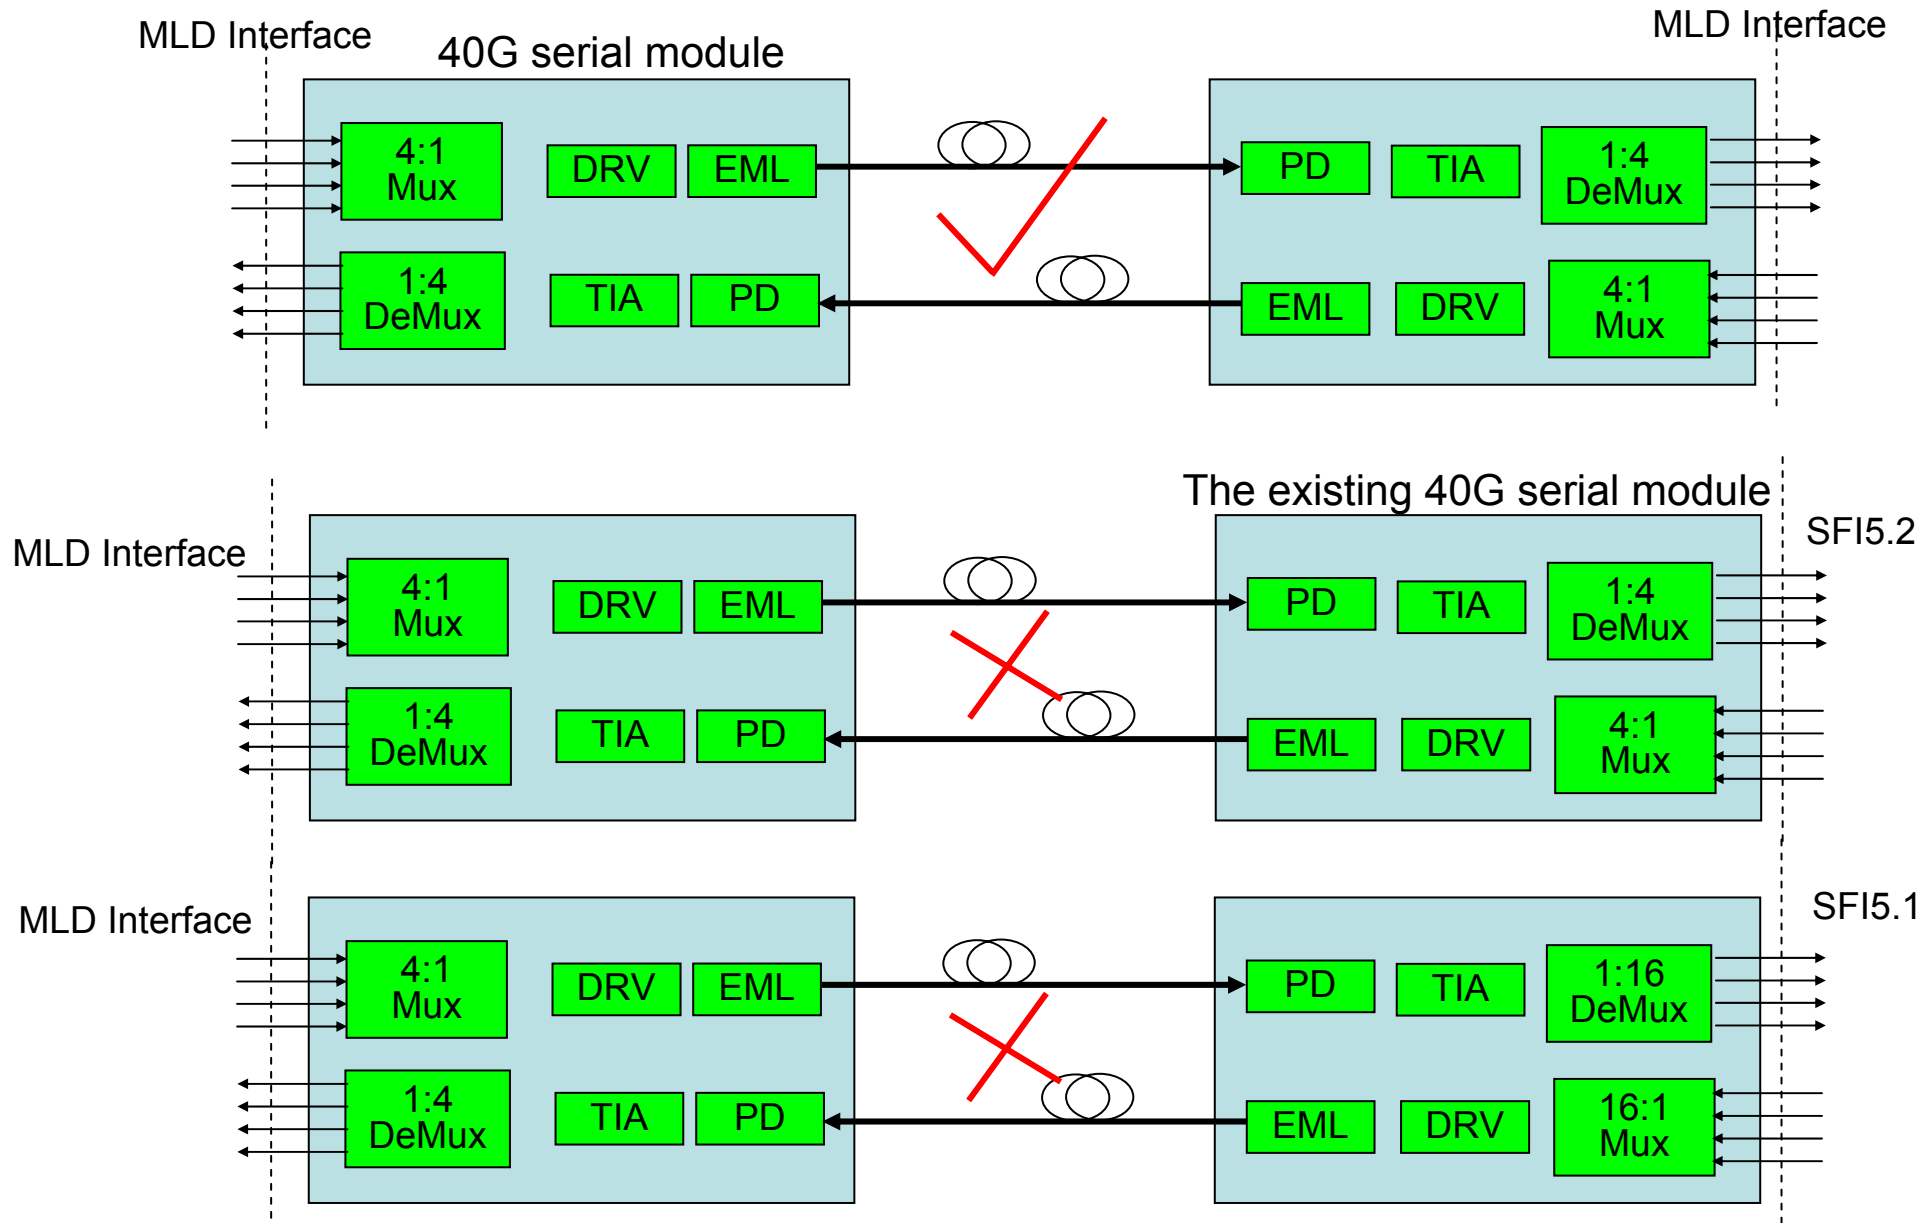 MLD Interface
MLD Interface
40G serial module
4:1
Mux
DRV
EML
PD
TIA
1:4
DeMux
1:4
DeMux
TIA
PD
EML
DRV
4:1
Mux
The existing 40G serial module
MLD Interface
SFI5.2
4:1
Mux
DRV
EML
PD
TIA
1:4
DeMux
1:4
DeMux
TIA
PD
EML
DRV
4:1
Mux
MLD Interface
SFI5.1
4:1
Mux
DRV
EML
PD
TIA
1:16
DeMux
1:4
DeMux
TIA
PD
EML
DRV
16:1
Mux